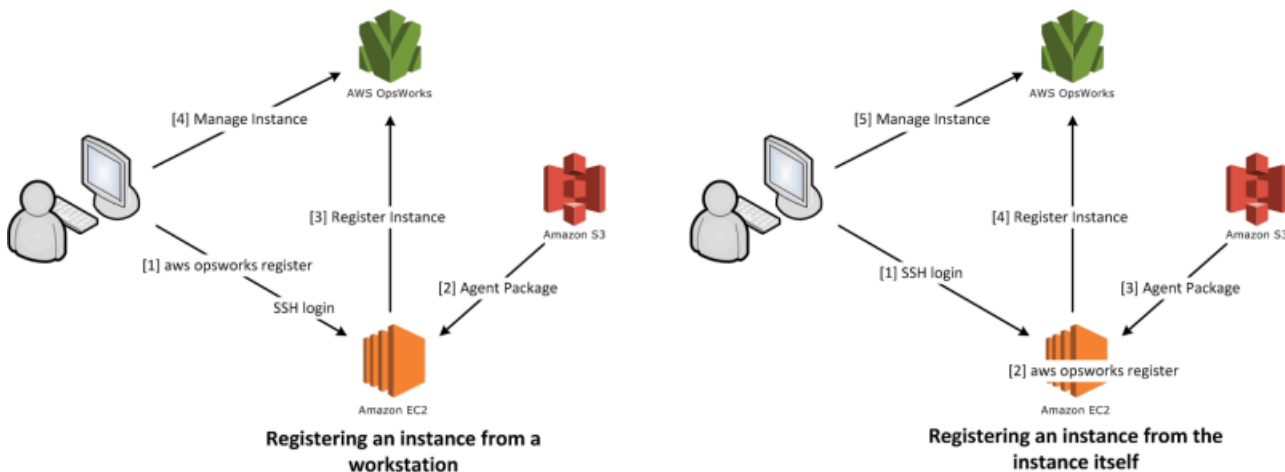 AWS OpsWorks
[4] Manage Instance
[3] Register Instance
Amazon S3
[1] aws opsworks register
SSH login
[2] Agent Package
Amazon EC2
Registering an instance from a
workstation
AWS OpsWorks
[5] Manage Instance
[4] Register Instance
Amazon S3
[1] SSH login
[3] Agent Package
[2] aws opsworks register
Amazon EC2
Registering an instance from the
instance itself